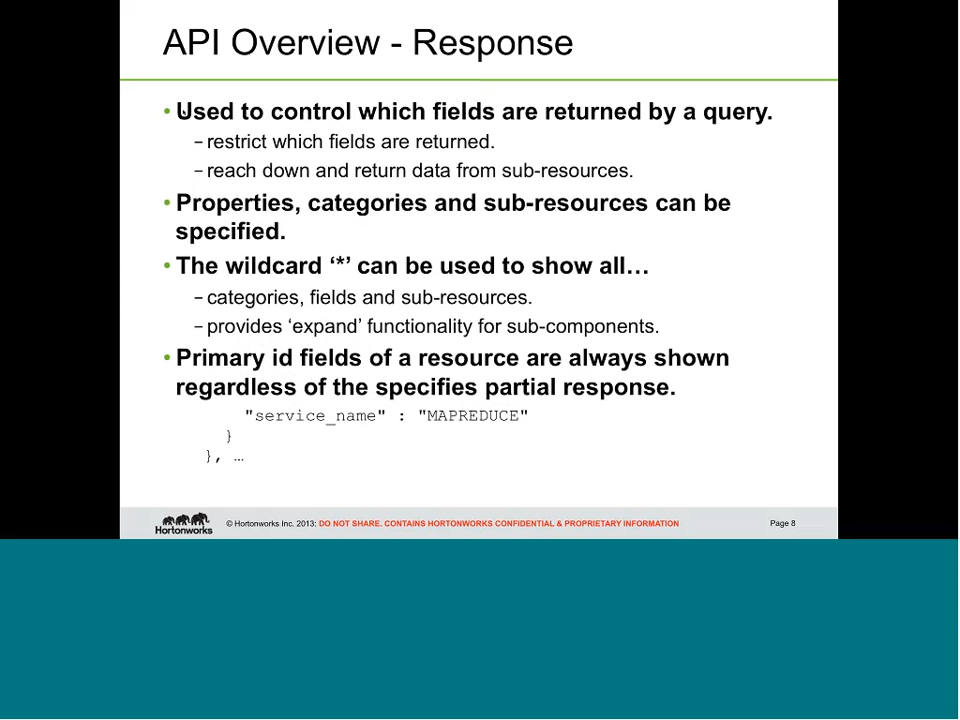 API Overview - Response
• Used to control which fields are returned by a query.
– restrict which fields are returned.
– reach down and return data from sub-resources.
• Properties, categories and sub-resources can be
specified.
• The wildcard ‘*’ can be used to show all…
– categories, fields and sub-resources.
– provides ‘expand’ functionality for sub-components.
• Primary id fields of a resource are always shown
regardless of the specifies partial response.
"service_name" : "MAPREDUCE"
}
}, …
Hortonworks
© Hortonworks Inc. 2013: DO NOT SHARE. CONTAINS HORTONWORKS CONFIDENTIAL & PROPRIETARY INFORMATION
Page 8